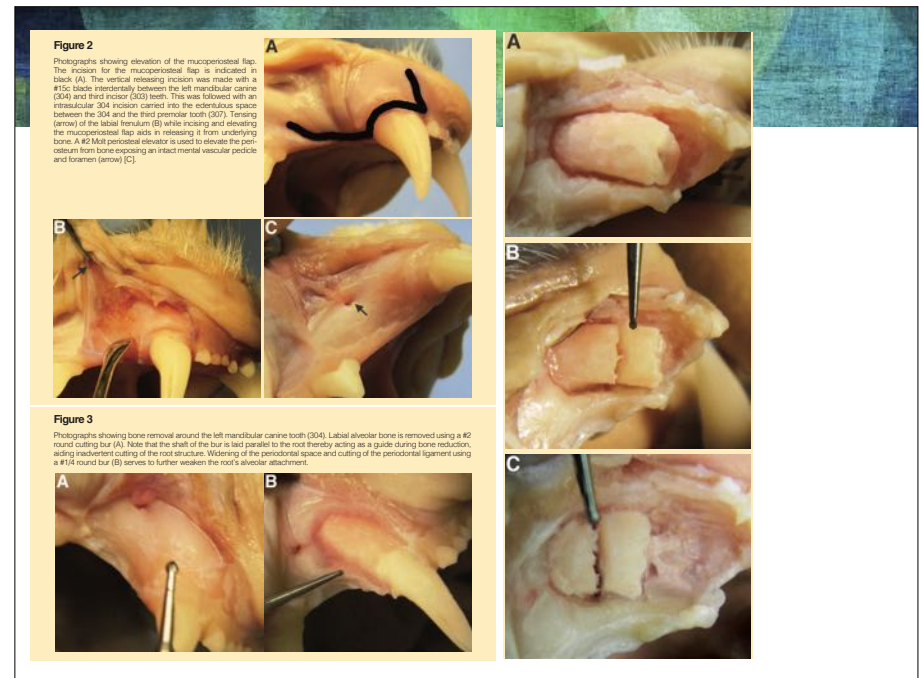 Figure 2
Photographs showing elevation of the mucoperiosteal flap.
The incision for the mucoperiosteal flap is indicated in
black (A). The vertical releasing incision was made with a
#15c blade interdentally between the left mandibular canine
(304) and third incisor (303) teeth. This was followed with an
intrasulcular 304 incision carried into the edentulous space
between the 304 and the third premolar tooth (307). Tensing
(arrow) of the labial frenulum (B) while incising and elevating
the mucoperiosteal flap aids in releasing it from underlying
bone. A #2 Molt periosteal elevator is used to elevate the peri-
osteum from bone exposing an intact mental vascular pedicle
and foramen (arrow) [C].
A
B
C
Figure 3
Photographs showing bone removal around the left mandibular canine tooth (304). Labial alveolar bone is removed using a #2
round cutting bur (A). Note that the shaft of the bur is laid parallel to the root thereby acting as a guide during bone reduction,
aiding inadvertent cutting of the root structure. Widening of the periodontal space and cutting of the periodontal ligament using
a #1/4 round bur (B) serves to further weaken the root's alveolar attachment.
A
B
A
B
C